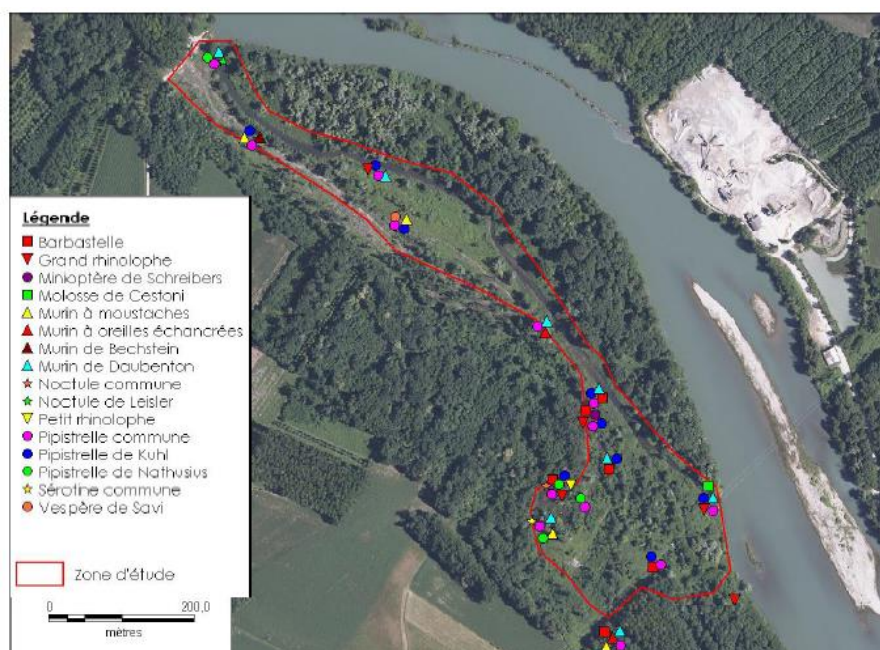 Légende
Barbastelle
Grand rhinolophe
Minioptère de Schreibers
Molosse de Cestoni
Murin à moustaches
Murin à oreilles échancrées
Murin de Bechstein
Murin de Daubenton
Noctule commune
Noctule de Leisler
Petit rhinolophe
Pipistrelle commune
Pipistrelle de Kuhl
Pipistrelle de Nathusius
Sérotine commune
Vespère de Savi
Zone d'étude
0 200,0
mètres